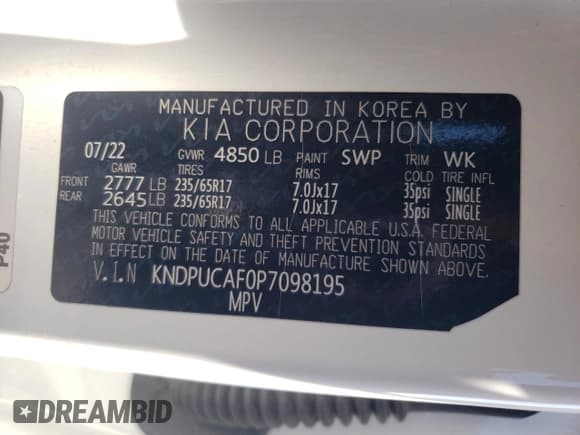 MANUFACTURED IN KOREA BY
KIA CORPORATION
07/22 GVWR 4850 LB PAINT SWP TRIM WK
GAWR TIRES RIMS COLD TIRE INFL
FRONT 2777 LB 235/65R17 7.0Jx17 35psi SINGLE
REAR 2645 LB 235/65R17 7.0Jx17 35psi SINGLE
THIS VEHICLE CONFORMS TO ALL APPLICABLE U.S.A. FEDERAL
MOTOR VEHICLE SAFETY AND THEFT PREVENTION STANDARDS
IN EFFECT ON THE DATE OF MANUFACTURE SHOWN ABOVE.
V.I.N KNDPUCAF0P7098195
MPV
P40
DREAMBID